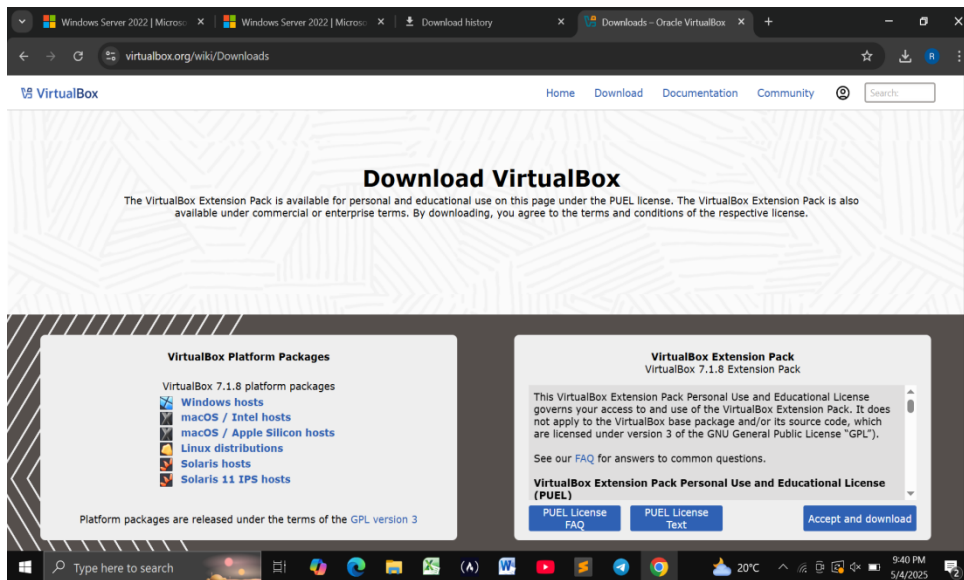 Windows Server 2022 | Microso
Windows Server 2022 | Microso
Download history
Downloads – Oracle VirtualBox
virtualbox.org/wiki/Downloads
R
VirtualBox
Home
Download
Documentation
Community
Search:
Download VirtualBox
The VirtualBox Extension Pack is available for personal and educational use on this page under the PUEL license. The VirtualBox Extension Pack is also
available under commercial or enterprise terms. By downloading, you agree to the terms and conditions of the respective license.
VirtualBox Platform Packages
VirtualBox 7.1.8 platform packages
Windows hosts
macOS / Intel hosts
macOS / Apple Silicon hosts
Linux distributions
Solaris hosts
Solaris 11 IPS hosts
Platform packages are released under the terms of the GPL version 3
VirtualBox Extension Pack
VirtualBox 7.1.8 Extension Pack
This VirtualBox Extension Pack Personal Use and Educational License
governs your access to and use of the VirtualBox Extension Pack. It does
not apply to the VirtualBox base package and/or its source code, which
are licensed under version 3 of the GNU General Public License “GPL”).
See our FAQ for answers to common questions.
VirtualBox Extension Pack Personal Use and Educational License
(PUEL)
PUEL License
FAQ
PUEL License
Text
Accept and download
Type here to search
20°C
9:40 PM
5/4/2025
2